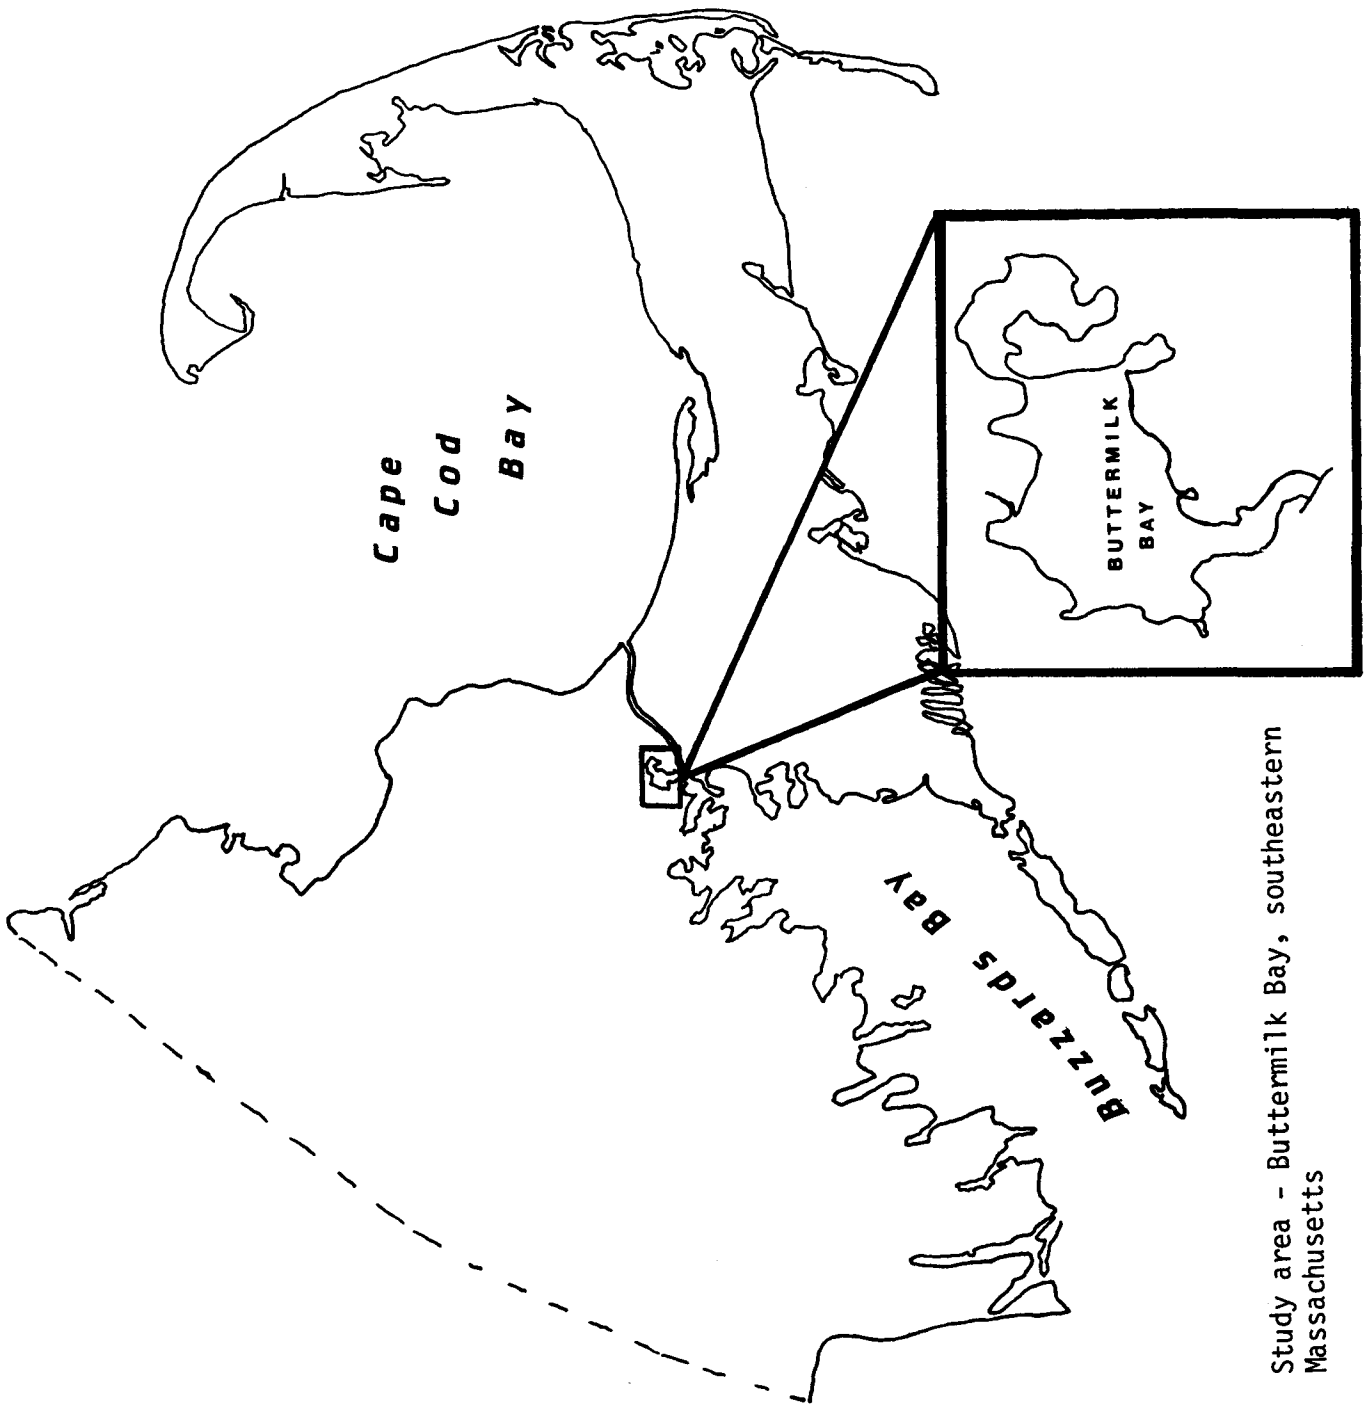 Cape
Cod
Bay
Buzzards Bay
BUTTERMILK
BAY
Study area - Buttermilk Bay, southeastern
Massachusetts